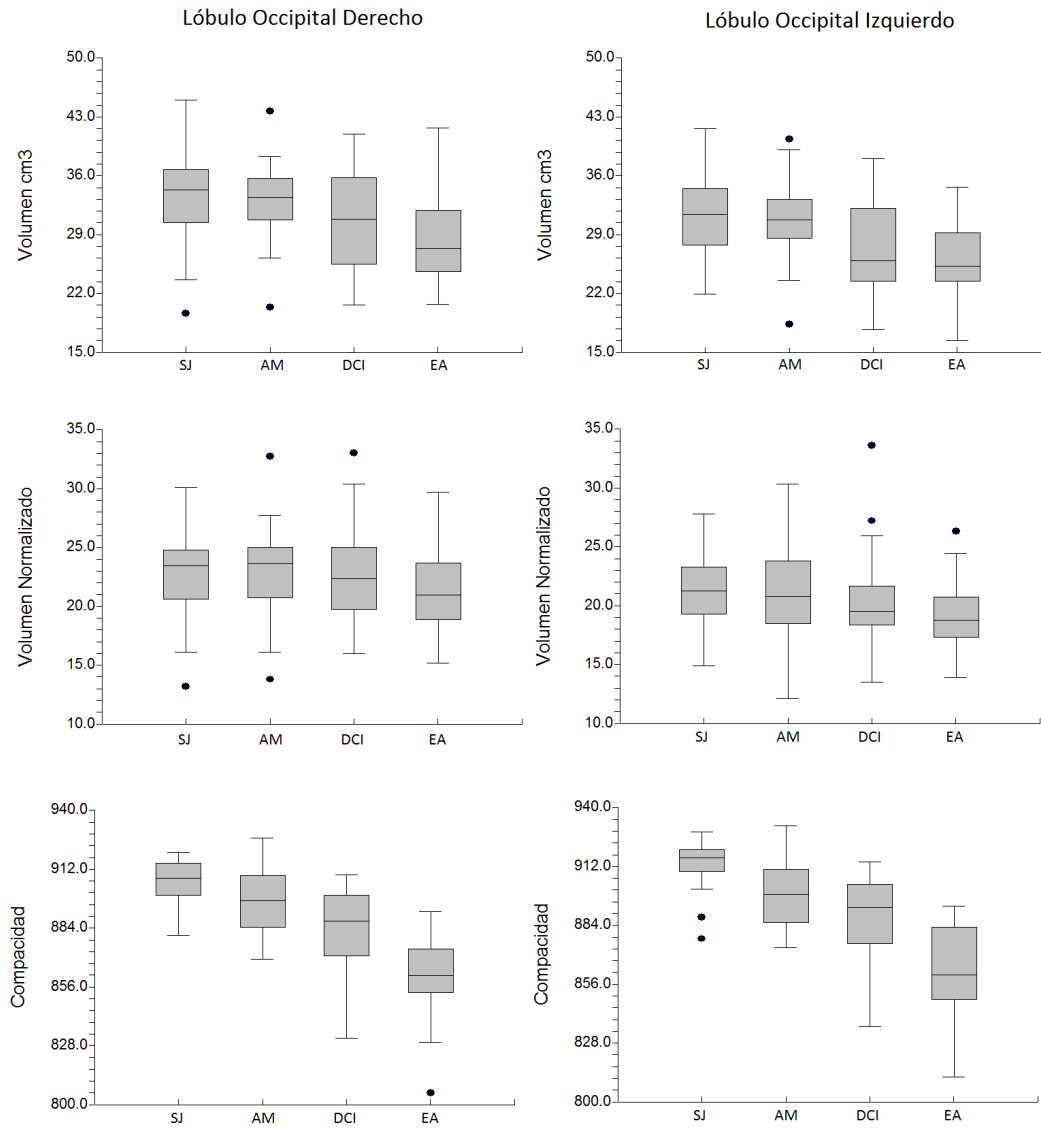 Lóbulo Occipital Derecho
Lóbulo Occipital Izquierdo
Volumen cm3
50.0
43.0
36.0
29.0
22.0
15.0
SJ AM DCI EA
Volumen cm3
50.0
43.0
36.0
29.0
22.0
15.0
SJ AM DCI EA
Volumen Normalizado
35.0
30.0
25.0
20.0
15.0
10.0
SJ AM DCI EA
Volumen Normalizado
35.0
30.0
25.0
20.0
15.0
10.0
SJ AM DCI EA
Compacidad
940.0
912.0
884.0
856.0
828.0
800.0
SJ AM DCI EA
Compacidad
940.0
912.0
884.0
856.0
828.0
800.0
SJ AM DCI EA